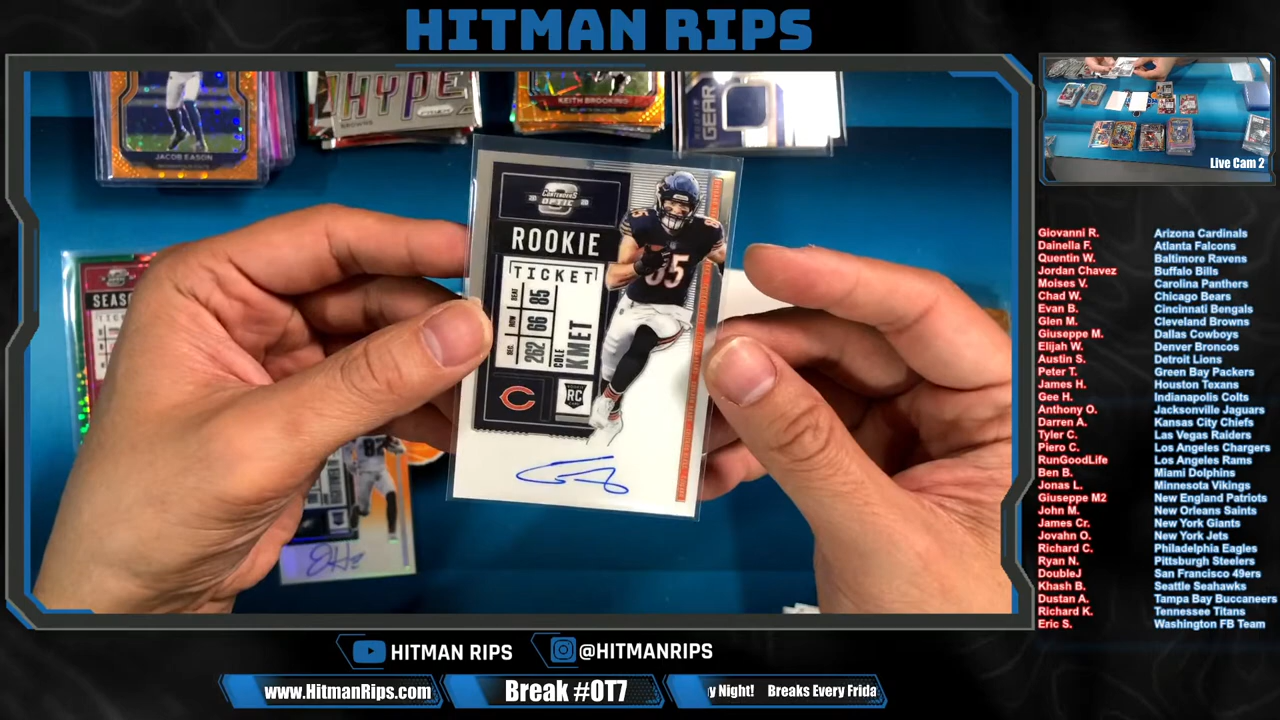 HITMAN RIPS
JACOB EASON
HYPE
BROWNS
KEITH BROOKING
GEAR
Live Cam 2
CONTENDERS
OPTIC
ROOKIE
TICKET
SEAT 85
ROW 66
SEC. 262
COLE
KMET
85
RC
SEAS
82
Giovanni R. Arizona Cardinals
Dainella F. Atlanta Falcons
Quentin W. Baltimore Ravens
Jordan Chavez Buffalo Bills
Moises V. Carolina Panthers
Chad W. Chicago Bears
Evan B. Cincinnati Bengals
Glen M. Cleveland Browns
Giuseppe M. Dallas Cowboys
Elijah W. Denver Broncos
Austin S. Detroit Lions
Peter T. Green Bay Packers
James H. Houston Texans
Gee H. Indianapolis Colts
Anthony O. Jacksonville Jaguars
Darren A. Kansas City Chiefs
Tyler C. Las Vegas Raiders
Piero C. Los Angeles Chargers
RunGoodLife Los Angeles Rams
Ben B. Miami Dolphins
Jonas L. Minnesota Vikings
Giuseppe M2 New England Patriots
John M. New Orleans Saints
James Cr. New York Giants
Jovahn O. New York Jets
Richard C. Philadelphia Eagles
Ryan N. Pittsburgh Steelers
DoubleJ San Francisco 49ers
Khash B. Seattle Seahawks
Dustan A. Tampa Bay Buccaneers
Richard K. Tennessee Titans
Eric S. Washington FB Team
HITMAN RIPS @HITMANRIPS
www.HitmanRips.com Break #OT7 y Night! Breaks Every Frida